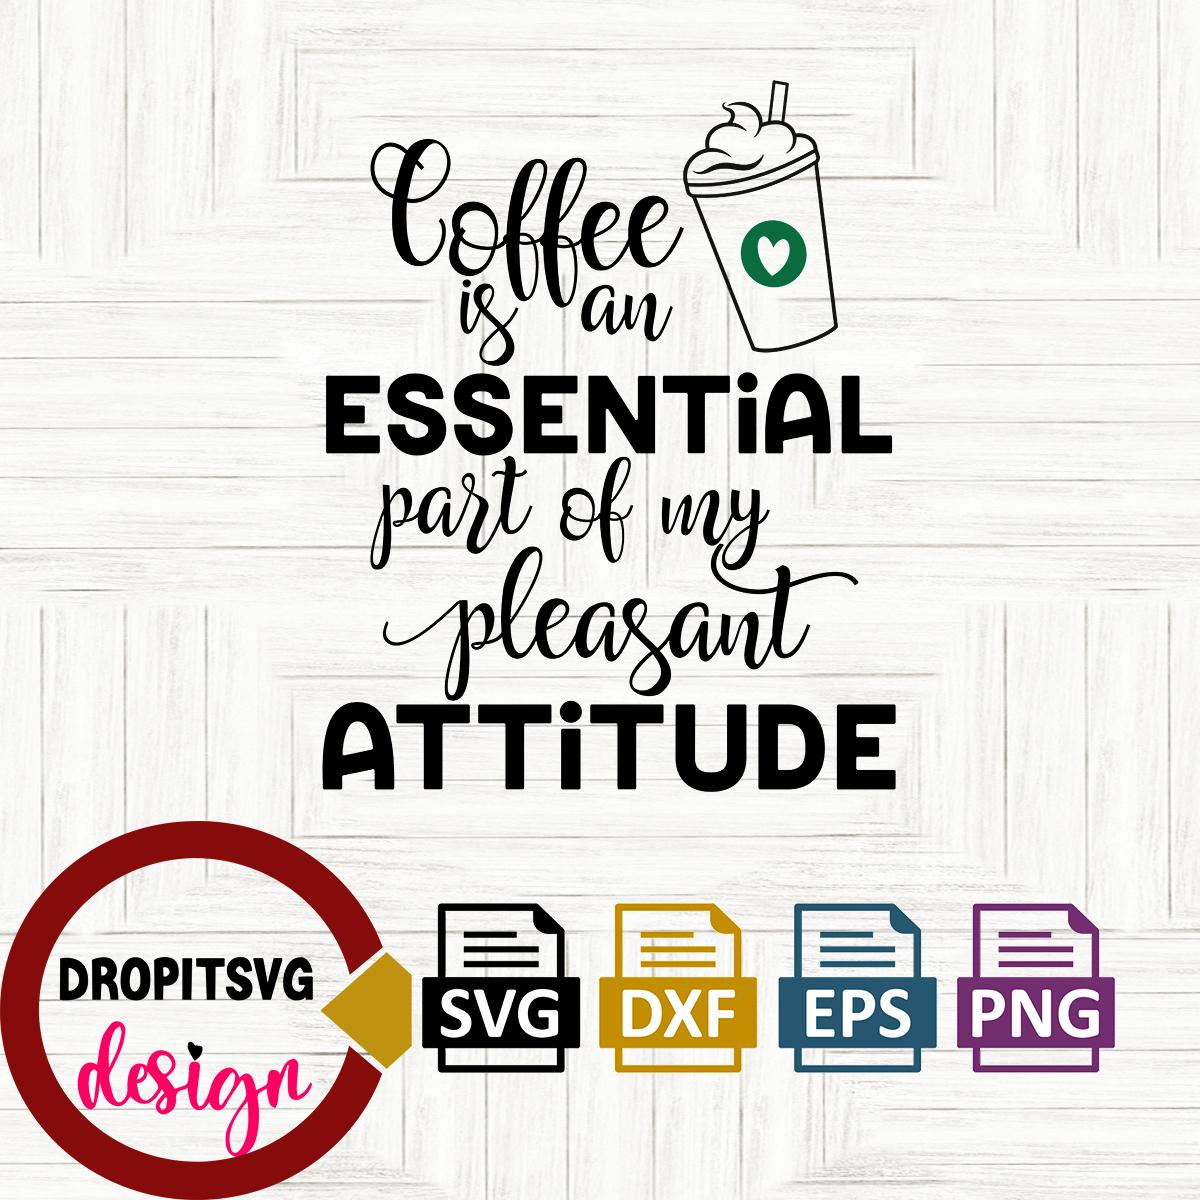 Coffee
is an
ESSENTiAL
part of my
pleasant
ATTiTUDE
DROPITSVG
design
SVG
DXF
EPS
PNG